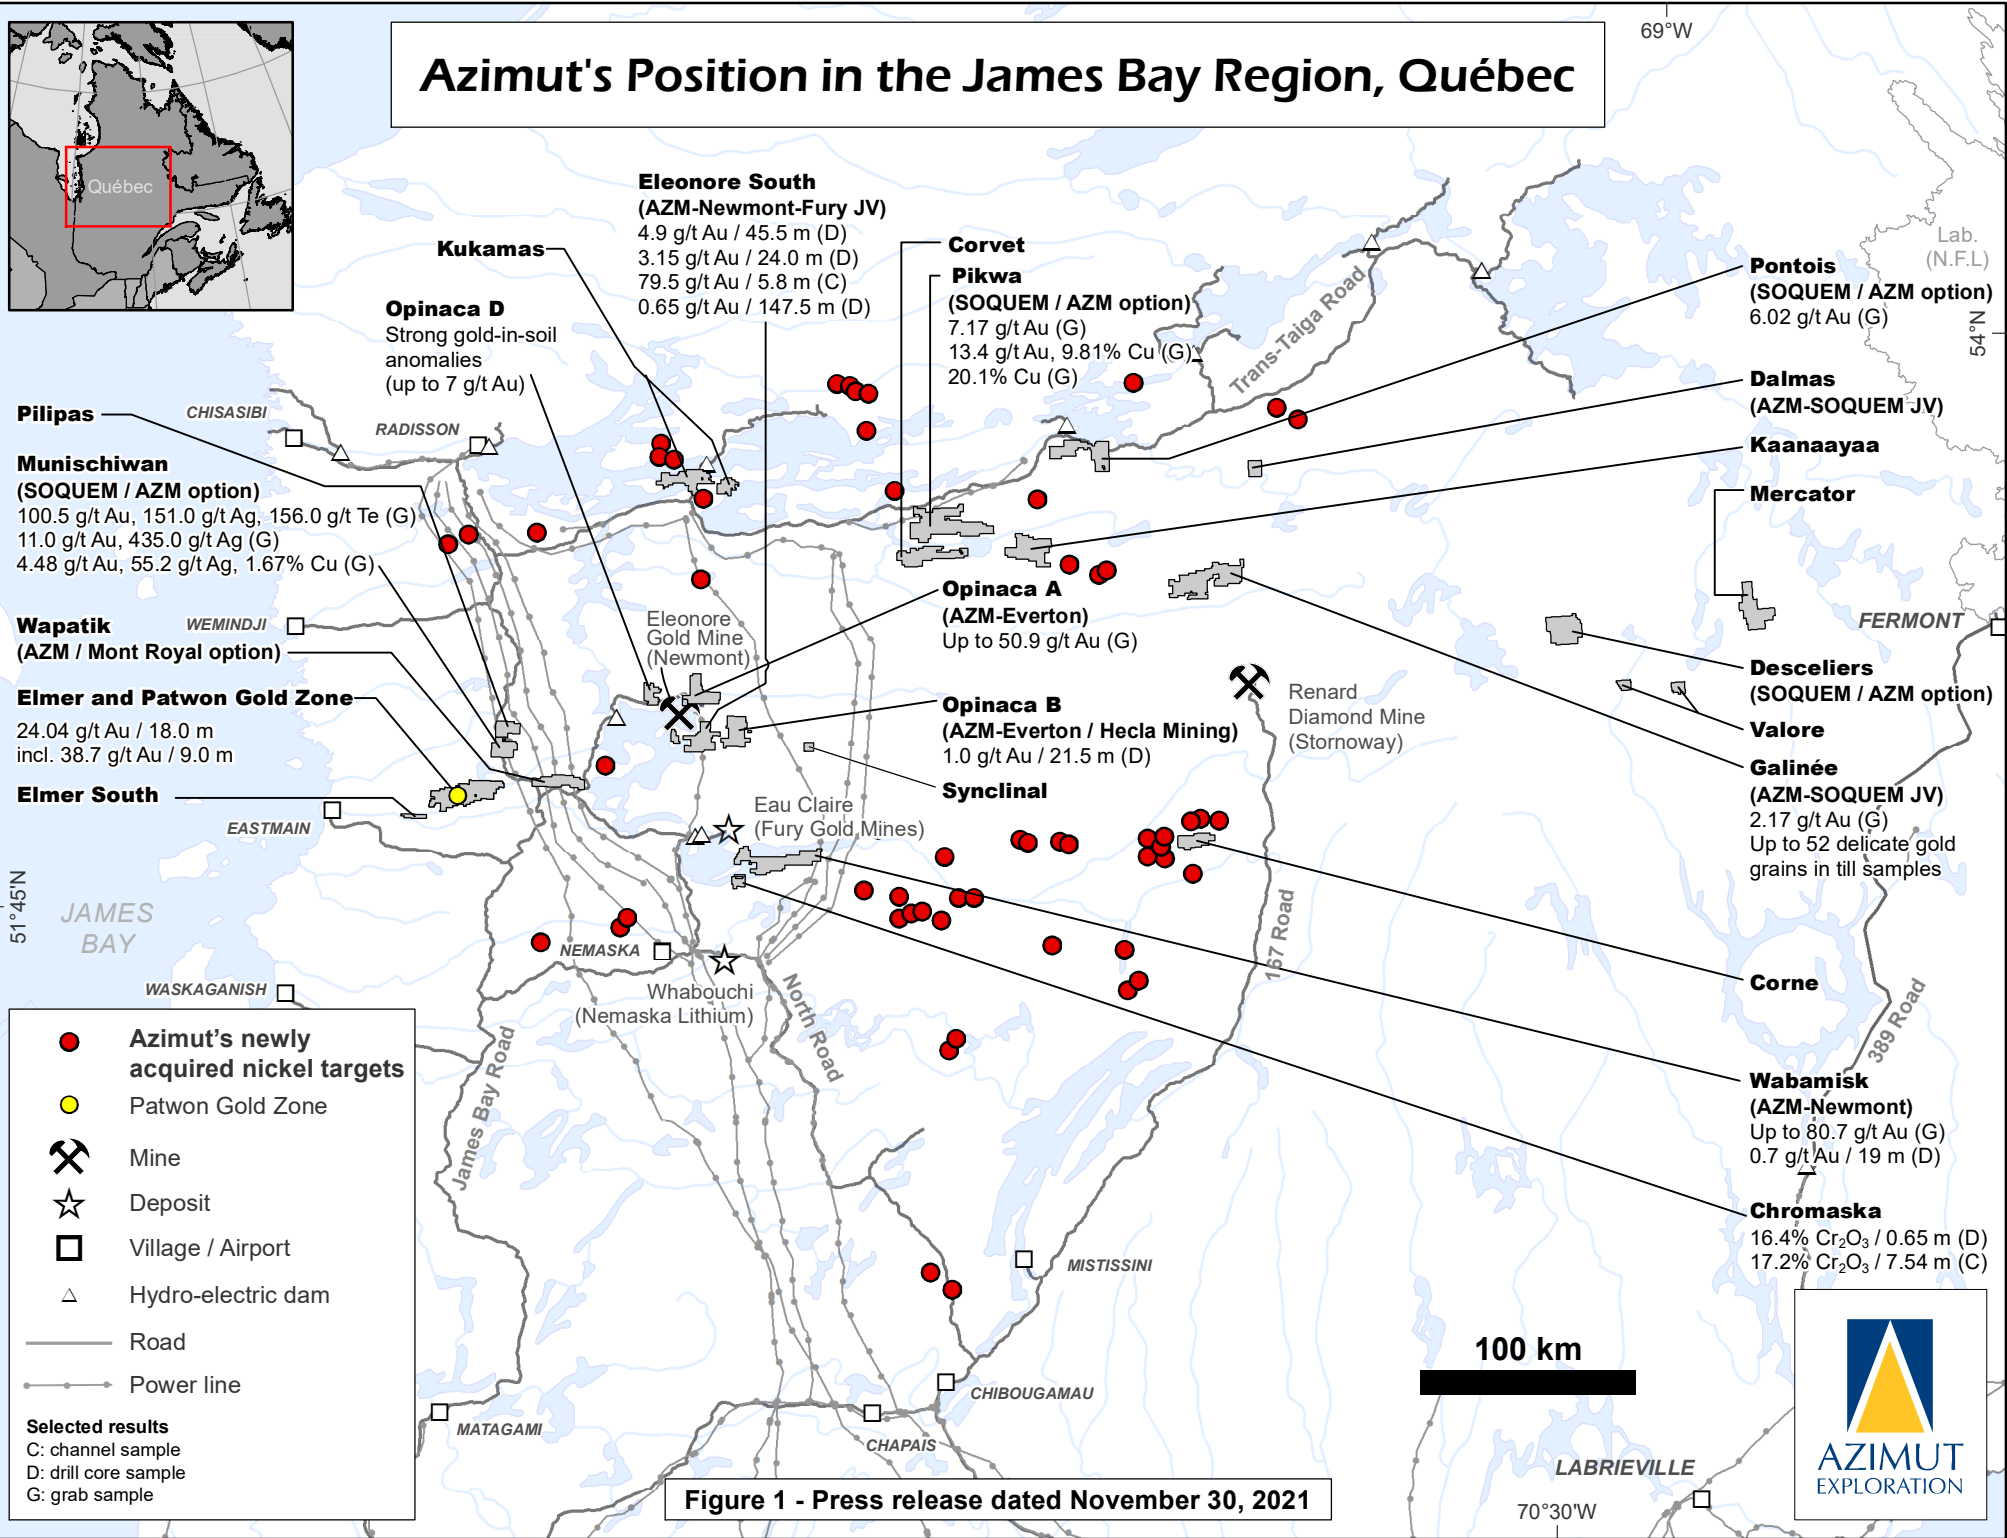 Azimut's Position in the James Bay Region, Québec
Québec
69°W
54°N
Lab.
(N.F.L)
51°45'N
70°30'W
Eleonore South
(AZM-Newmont-Fury JV)
4.9 g/t Au / 45.5 m (D)
3.15 g/t Au / 24.0 m (D)
79.5 g/t Au / 5.8 m (C)
0.65 g/t Au / 147.5 m (D)
Kukamas
Opinaca D
Strong gold-in-soil
anomalies
(up to 7 g/t Au)
Corvet
Pikwa
(SOQUEM / AZM option)
7.17 g/t Au (G)
13.4 g/t Au, 9.81% Cu (G)
20.1% Cu (G)
Trans-Taiga Road
Pontois
(SOQUEM / AZM option)
6.02 g/t Au (G)
Dalmas
(AZM-SOQUEM JV)
Kaanaayaa
Mercator
FERMONT
Desceliers
(SOQUEM / AZM option)
Valore
Galinée
(AZM-SOQUEM JV)
2.17 g/t Au (G)
Up to 52 delicate gold
grains in till samples
Corne
389 Road
Wabamisk
(AZM-Newmont)
Up to 80.7 g/t Au (G)
0.7 g/t Au / 19 m (D)
Chromaska
16.4% Cr₂O₃ / 0.65 m (D)
17.2% Cr₂O₃ / 7.54 m (C)
Pilipas
CHISASIBI
RADISSON
Munischiwan
(SOQUEM / AZM option)
100.5 g/t Au, 151.0 g/t Ag, 156.0 g/t Te (G)
11.0 g/t Au, 435.0 g/t Ag (G)
4.48 g/t Au, 55.2 g/t Ag, 1.67% Cu (G)
Wapatik
(AZM / Mont Royal option)
WEMINDJI
Elmer and Patwon Gold Zone
24.04 g/t Au / 18.0 m
incl. 38.7 g/t Au / 9.0 m
Elmer South
EASTMAIN
JAMES
BAY
WASKAGANISH
Eleonore
Gold Mine
(Newmont)
Opinaca A
(AZM-Everton)
Up to 50.9 g/t Au (G)
Opinaca B
(AZM-Everton / Hecla Mining)
1.0 g/t Au / 21.5 m (D)
Synclinal
Renard
Diamond Mine
(Stornoway)
Eau Claire
(Fury Gold Mines)
NEMASKA
Whabouchi
(Nemaska Lithium)
North Road
167 Road
James Bay Road
MISTISSINI
CHIBOUGAMAU
CHAPAIS
MATAGAMI
LABRIEVILLE
Azimut's newly
acquired nickel targets
Patwon Gold Zone
Mine
Deposit
Village / Airport
Hydro-electric dam
Road
Power line
Selected results
C: channel sample
D: drill core sample
G: grab sample
100 km
Figure 1 - Press release dated November 30, 2021
AZIMUT
EXPLORATION